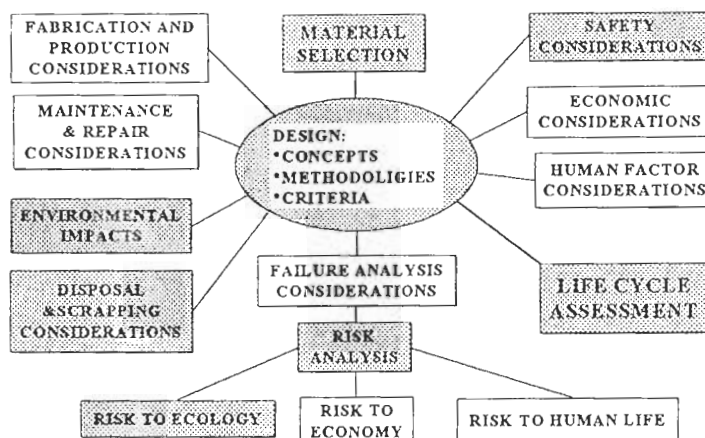 FABRICATION AND
PRODUCTION
CONSIDERATIONS
MATERIAL
SELECTION
SAFETY
CONSIDERATIONS
MAINTENANCE
& REPAIR
CONSIDERATIONS
DESIGN:
•CONCEPTS
•METHODOLIGIES
•CRITERIA
ECONOMIC
CONSIDERATIONS
HUMAN FACTOR
CONSIDERATIONS
ENVIRONMENTAL
IMPACTS
FAILURE ANALYSIS
CONSIDERATIONS
DISPOSAL
&SCRAPPING
CONSIDERATIONS
LIFE CYCLE
ASSESSMENT
RISK
ANALYSIS
RISK TO ECOLOGY
RISK TO
ECONOMY
RISK TO HUMAN LIFE